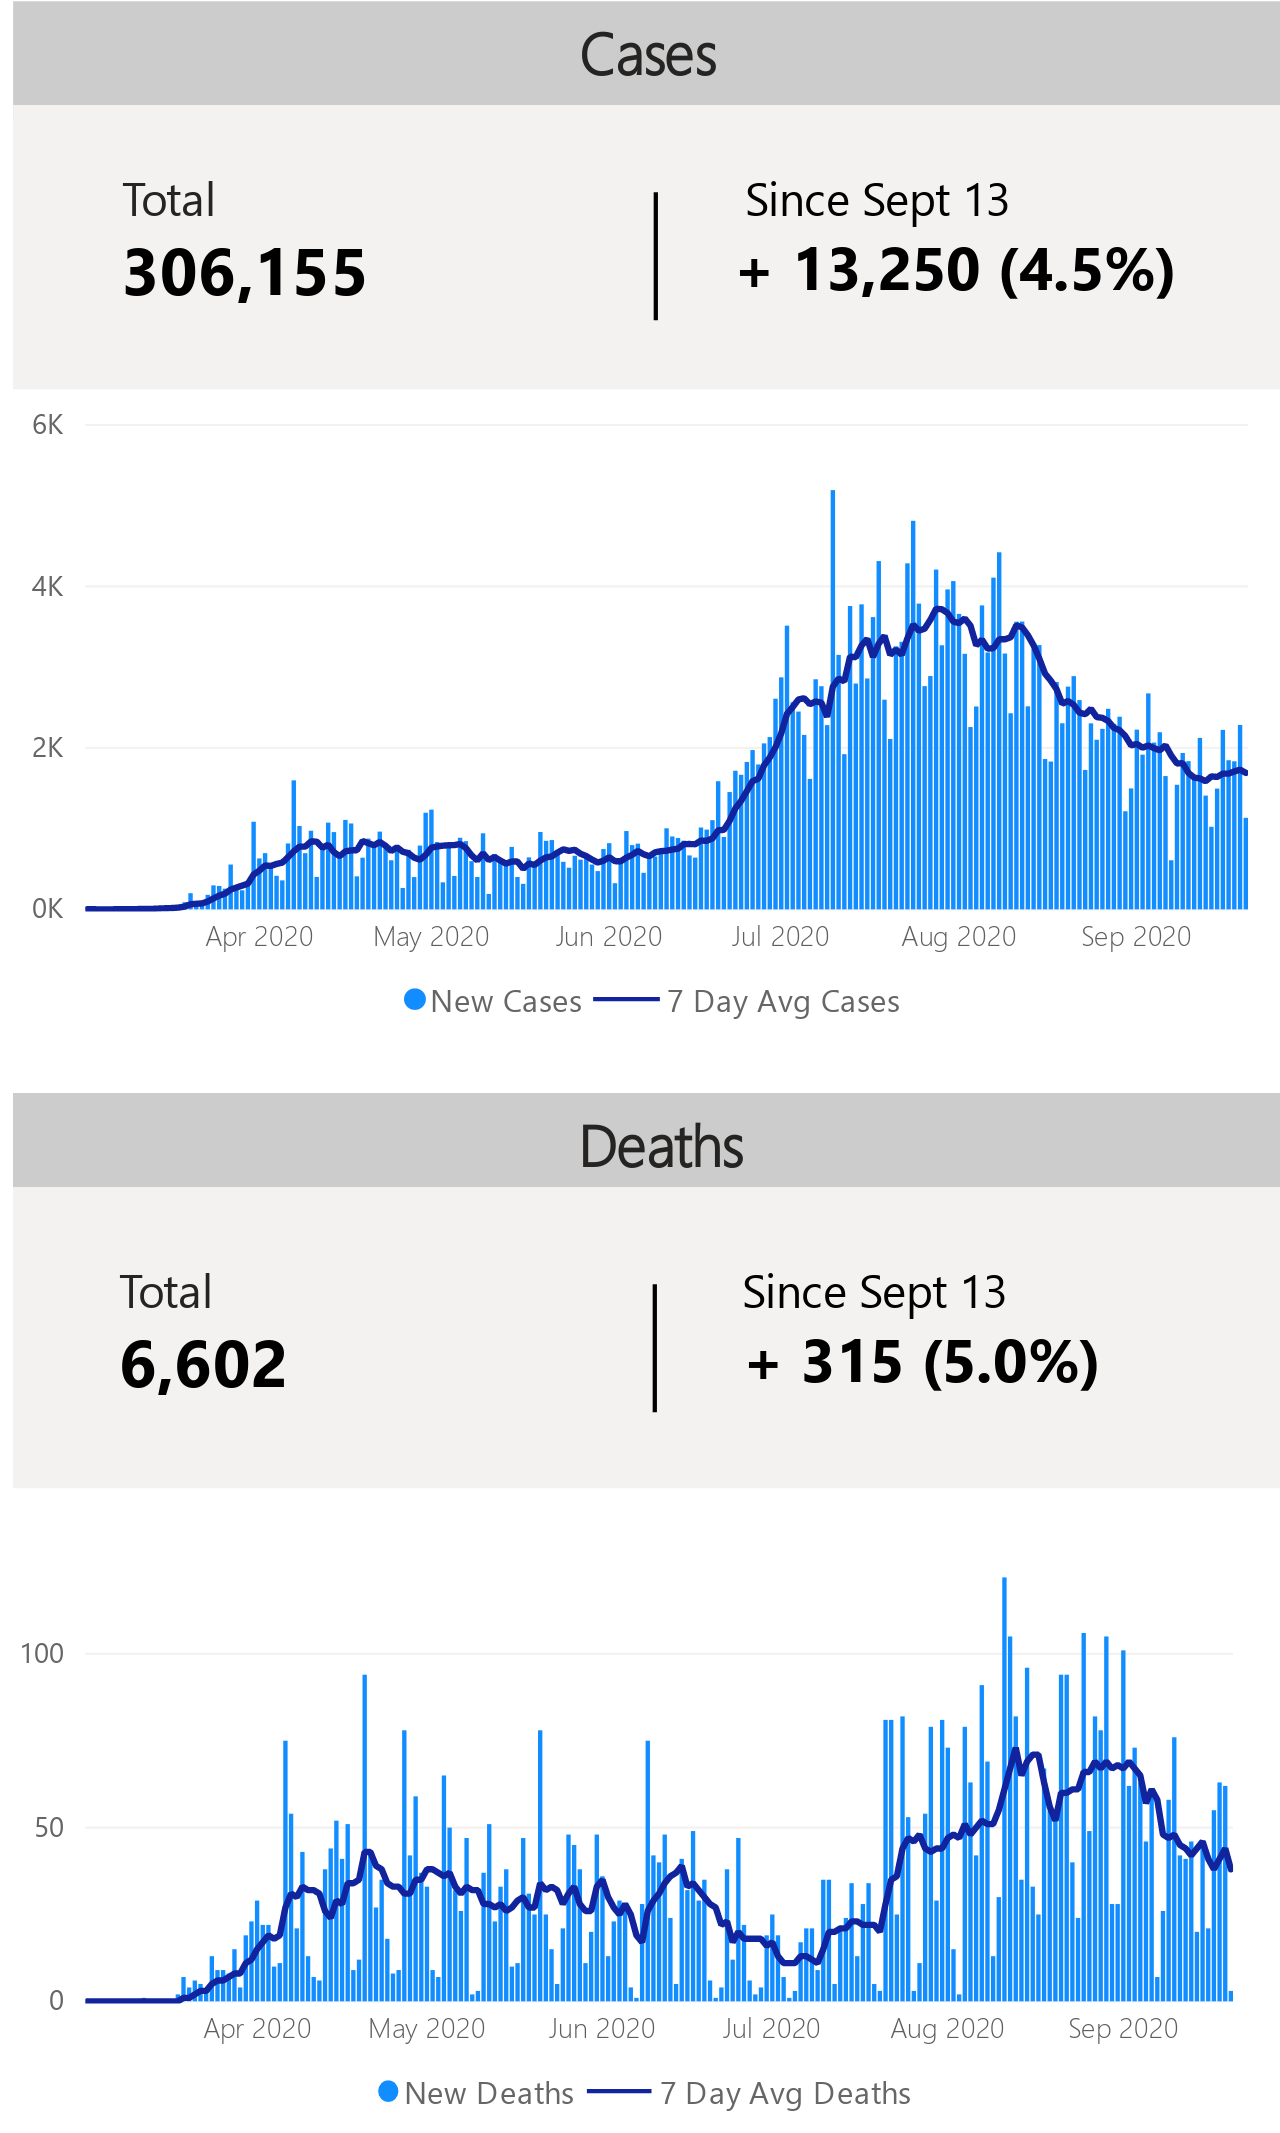 Cases
Total
306,155
Since Sept 13
+ 13,250 (4.5%)
6K
4K
2K
0K
Apr 2020 May 2020 Jun 2020 Jul 2020 Aug 2020 Sep 2020
New Cases 7 Day Avg Cases
Deaths
Total
6,602
Since Sept 13
+ 315 (5.0%)
100
50
0
Apr 2020 May 2020 Jun 2020 Jul 2020 Aug 2020 Sep 2020
New Deaths 7 Day Avg Deaths